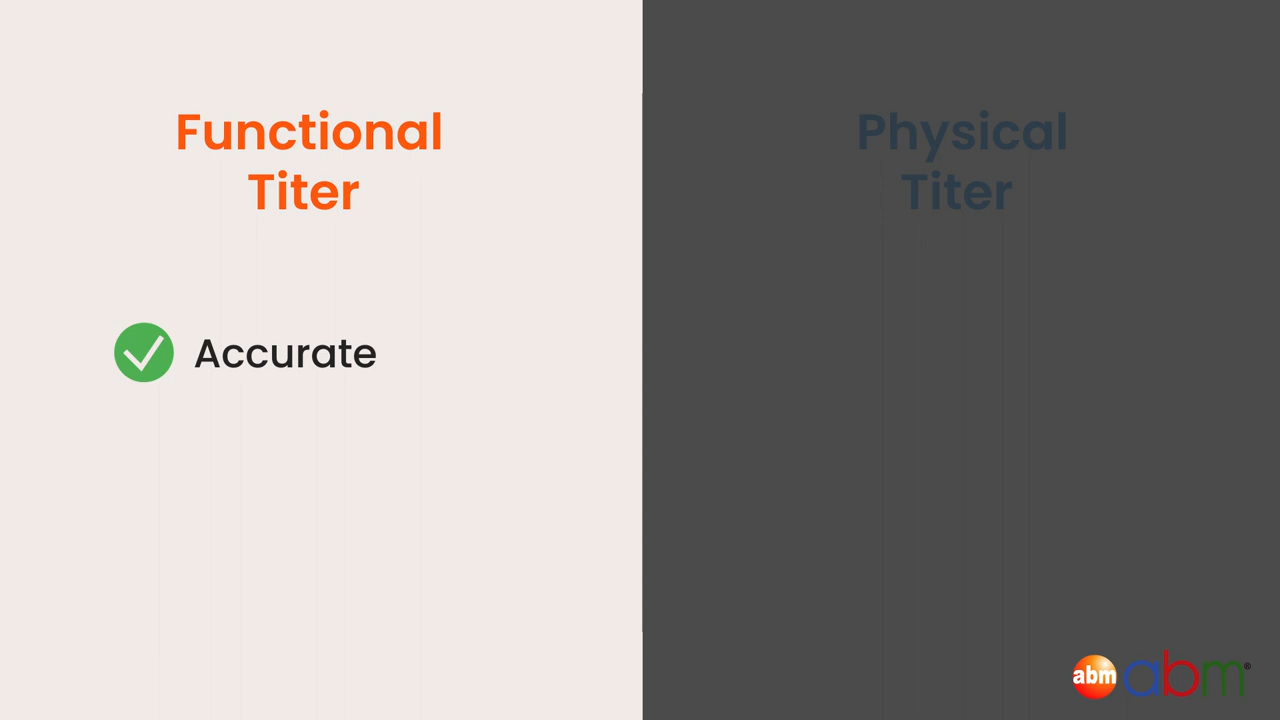 Functional
Titer
Physical
Titer
Accurate
abm abm®